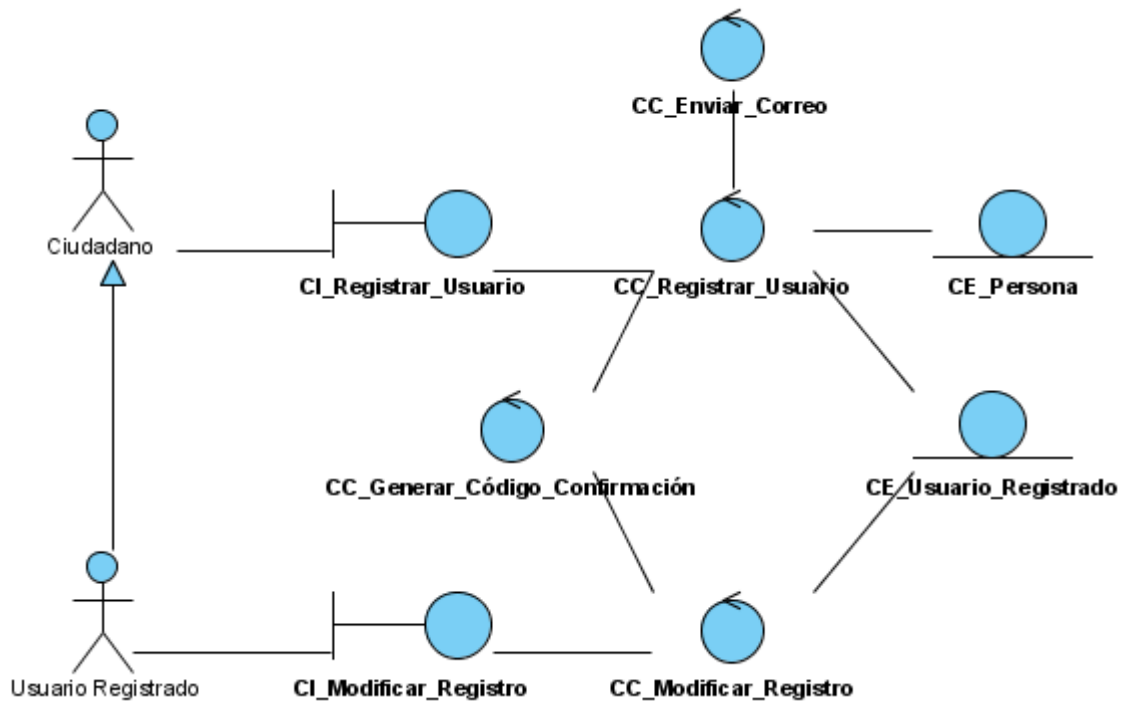 CC_Enviar_Correo
Ciudadano
CI_Registrar_Usuario
CC_Registrar_Usuario
CE_Persona
CC_Generar_Código_Confirmación
CE_Usuario_Registrado
Usuario Registrado
CI_Modificar_Registro
CC_Modificar_Registro